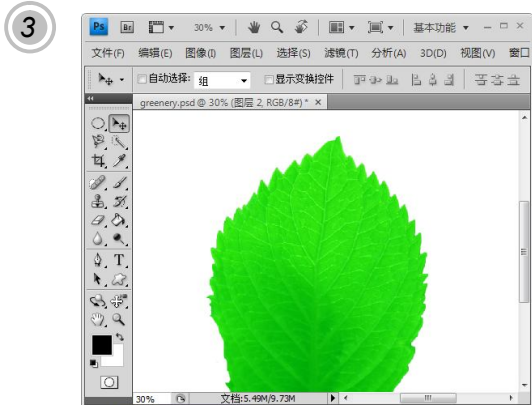 3
Ps Br 30% 基本功能
文件(F) 编辑(E) 图像(I) 图层(L) 选择(S) 滤镜(T) 分析(A) 3D(D) 视图(V) 窗口
自动选择: 组 显示变换控件
greenery.psd @ 30% (图层 2, RGB/8#) * ×
T
30% 文档:5.49M/9.73M